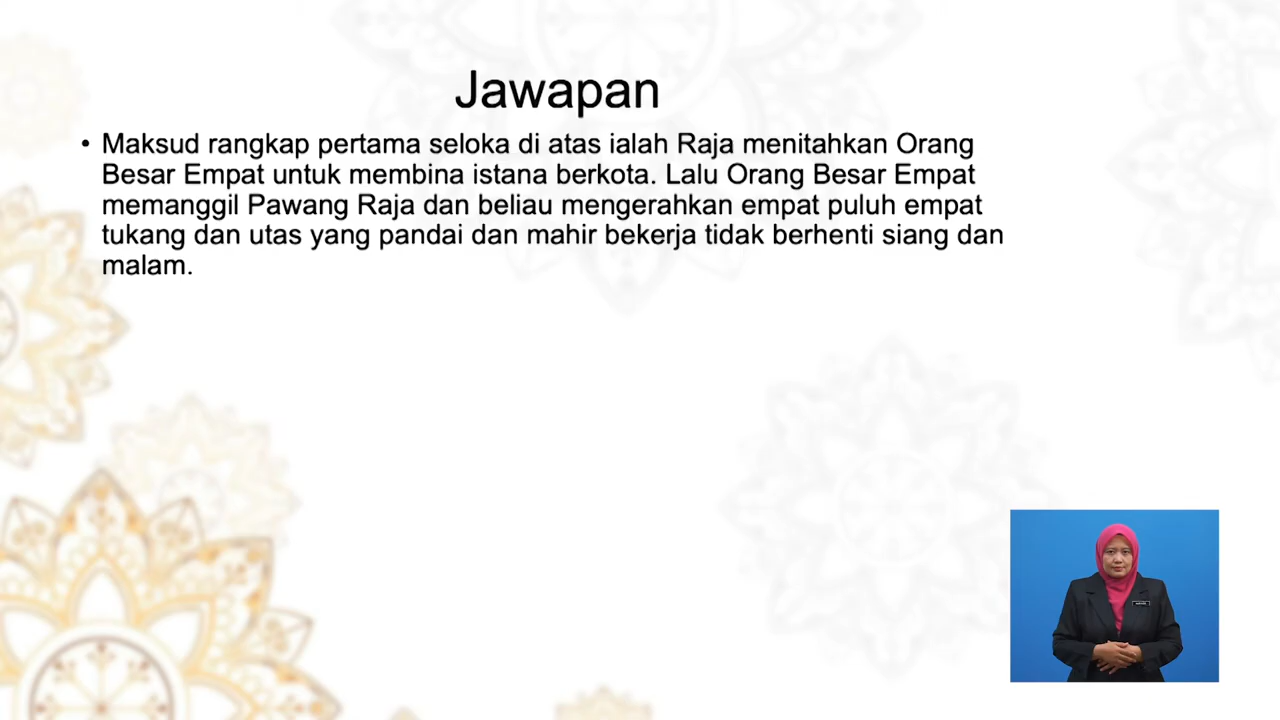 Jawapan
• Maksud rangkap pertama seloka di atas ialah Raja menitahkan Orang
Besar Empat untuk membina istana berkota. Lalu Orang Besar Empat
memanggil Pawang Raja dan beliau mengerahkan empat puluh empat
tukang dan utas yang pandai dan mahir bekerja tidak berhenti siang dan
malam.